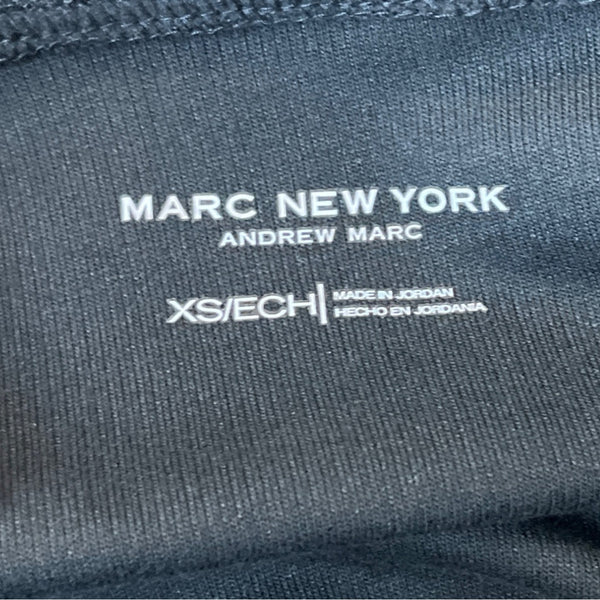 MARC NEW YORK
ANDREW MARC
XS/ECH
MADE IN JORDAN
HECHO EN JORDANIA